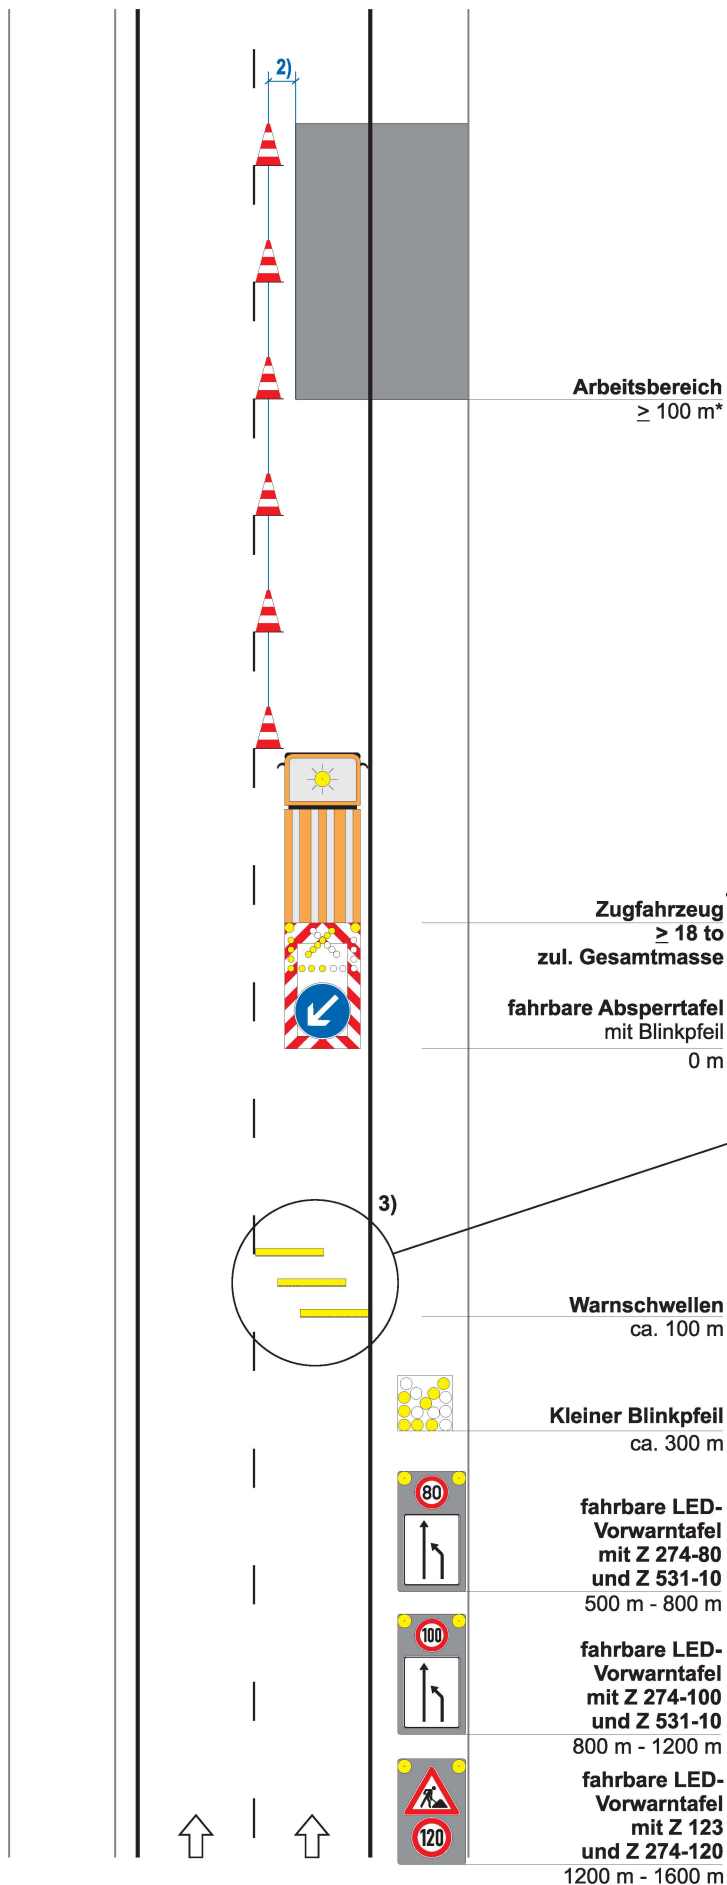 2)
Arbeitsbereich
≥ 100 m*
Zugfahrzeug
≥ 18 to
zul. Gesamtmasse
fahrbare Absperrtafel
mit Blinkpfeil
0 m
3)
Warnschwellen
ca. 100 m
Kleiner Blinkpfeil
ca. 300 m
80
fahrbare LED-
Vorwarntafel
mit Z 274-80
und Z 531-10
500 m - 800 m
100
fahrbare LED-
Vorwarntafel
mit Z 274-100
und Z 531-10
800 m - 1200 m
fahrbare LED-
Vorwarntafel
mit Z 123
120
und Z 274-120
1200 m - 1600 m